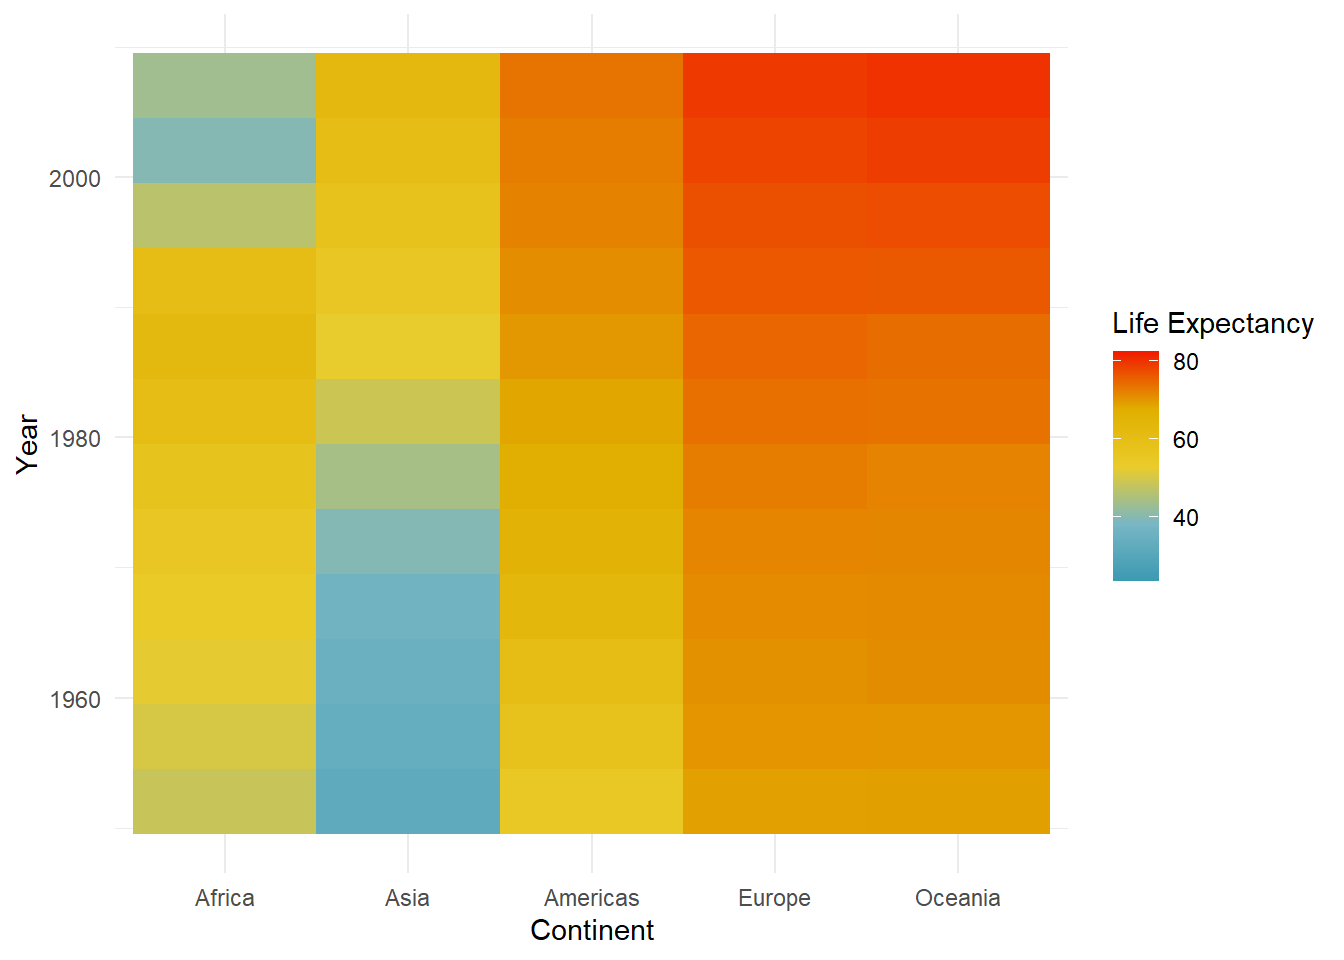 Year
2000
1980
1960
Africa
Asia
Americas
Europe
Oceania
Continent
Life Expectancy
80
60
40